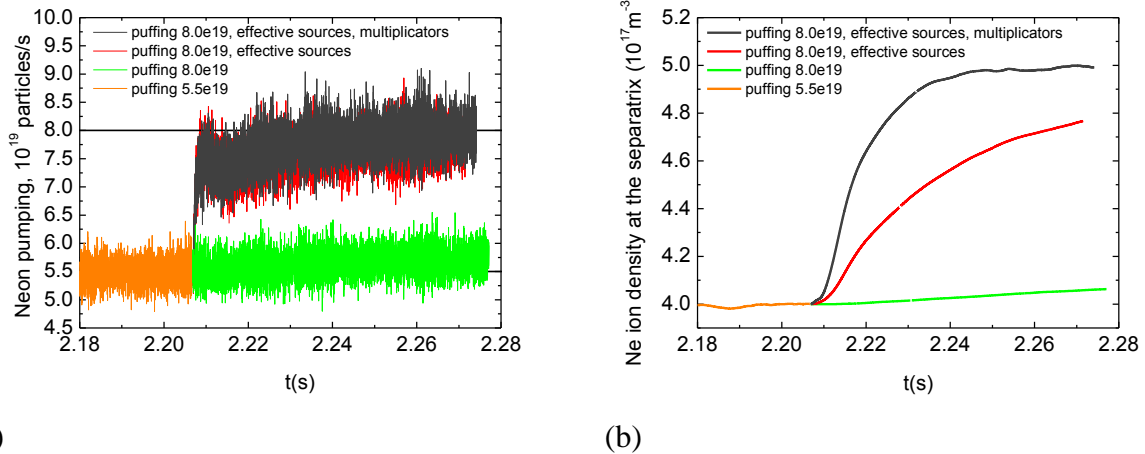 10.0
9.5
9.0
8.5
8.0
7.5
7.0
6.5
6.0
5.5
5.0
4.5
Neon pumping, 10^19 particles/s
puffing 8.0e19, effective sources, multiplicators
puffing 8.0e19, effective sources
puffing 8.0e19
puffing 5.5e19
2.18 2.20 2.22 2.24 2.26 2.28
t(s)
)
5.2
5.0
4.8
4.6
4.4
4.2
4.0
Ne ion density at the separatrix (10^17m^-3)
puffing 8.0e19, effective sources, multiplicators
puffing 8.0e19, effective sources
puffing 8.0e19
puffing 5.5e19
2.18 2.20 2.22 2.24 2.26 2.28
t(s)
(b)